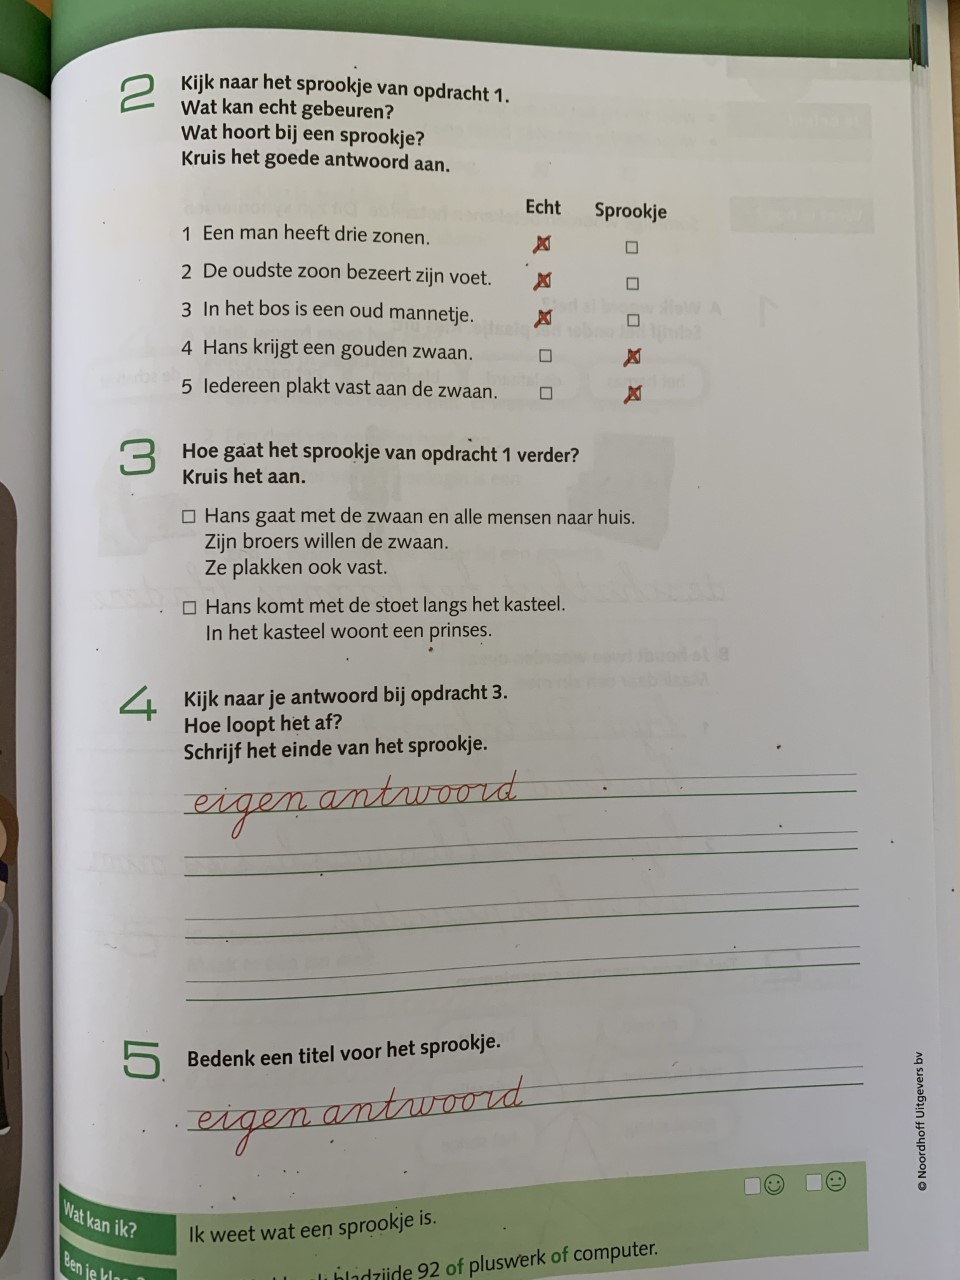 2 Kijk naar het sprookje van opdracht 1.
Wat kan echt gebeuren?
Wat hoort bij een sprookje?
Kruis het goede antwoord aan.
Echt Sprookje
1 Een man heeft drie zonen.
2 De oudste zoon bezeert zijn voet.
3 In het bos is een oud mannetje.
4 Hans krijgt een gouden zwaan.
5 Iedereen plakt vast aan de zwaan.
3 Hoe gaat het sprookje van opdracht 1 verder?
Kruis het aan.
Hans gaat met de zwaan en alle mensen naar huis.
Zijn broers willen de zwaan.
Ze plakken ook vast.
Hans komt met de stoet langs het kasteel.
In het kasteel woont een prinses.
4 Kijk naar je antwoord bij opdracht 3.
Hoe loopt het af?
Schrijf het einde van het sprookje.
eigen antwoord
5 Bedenk een titel voor het sprookje.
eigen antwoord
© Noordhoff Uitgevers bv
Wat kan ik?
Ik weet wat een sprookje is.
Ben je
bladzijde 92 of pluswerk of computer.